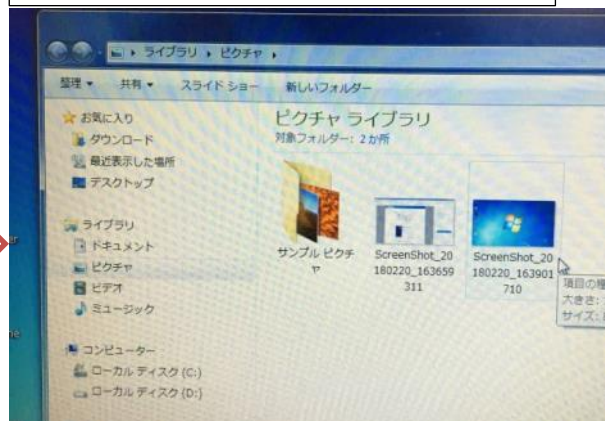 ライブラリ ▸ ピクチャ ▸
整理 ▼ 共有 ▼ スライド ショー 新しいフォルダー
お気に入り
ダウンロード
最近表示した場所
デスクトップ
ライブラリ
ドキュメント
ピクチャ
ビデオ
ミュージック
コンピューター
ローカル ディスク (C:)
ローカル ディスク (D:)
ピクチャ ライブラリ
対象フォルダー: 2 か所
サンプル ピクチ
ャ
ScreenShot_20
180220_163659
311
ScreenShot_20
180220_163901
710
項目の種
大きさ:
サイズ: